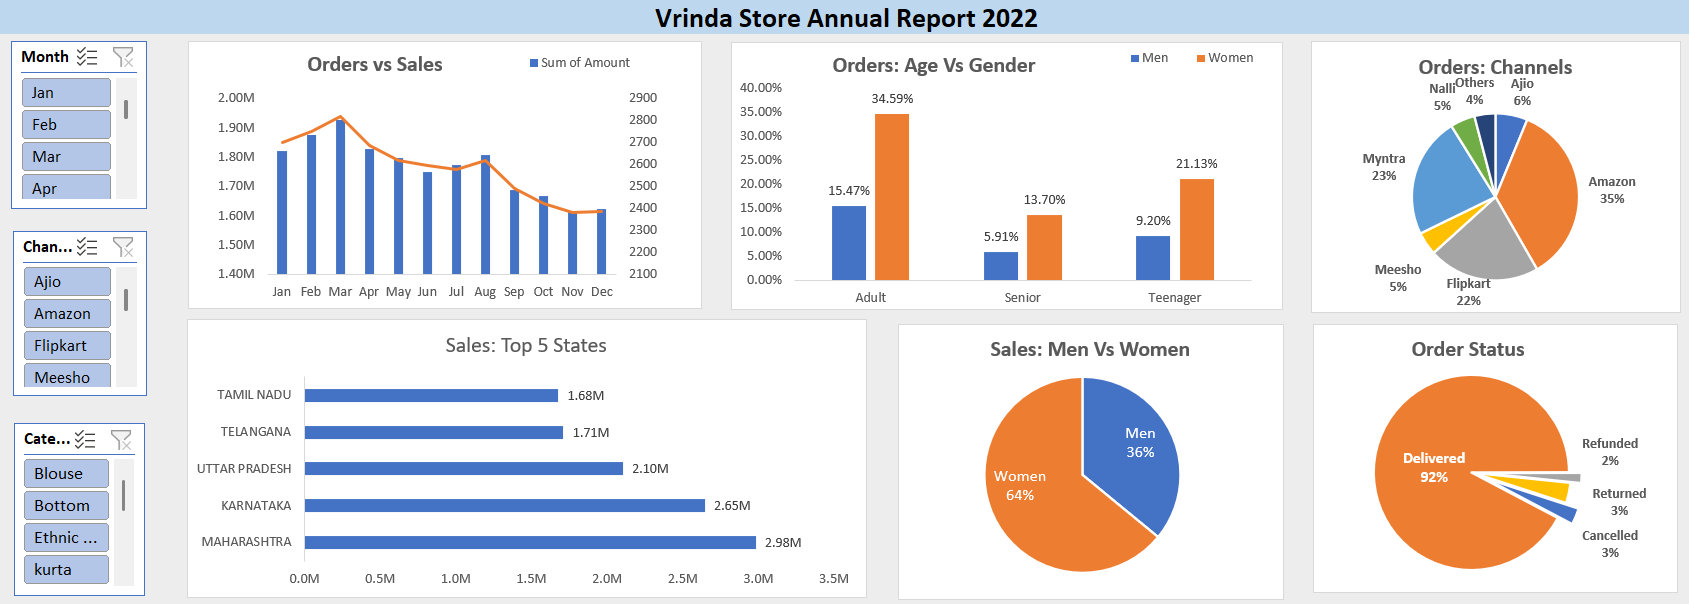 Vrinda Store Annual Report 2022
Month
Jan
Feb
Mar
Apr
Chan...
Ajio
Amazon
Flipkart
Meesho
Cate...
Blouse
Bottom
Ethnic ...
kurta
Orders vs Sales
Sum of Amount
2.00M
1.90M
1.80M
1.70M
1.60M
1.50M
1.40M
2900
2800
2700
2600
2500
2400
2300
2200
2100
Jan Feb Mar Apr May Jun Jul Aug Sep Oct Nov Dec
Orders: Age Vs Gender
Men Women
40.00%
35.00%
30.00%
25.00%
20.00%
15.00%
10.00%
5.00%
0.00%
15.47%
34.59%
5.91%
13.70%
9.20%
21.13%
Adult Senior Teenager
Orders: Channels
Nalli
5%
Others
4%
Ajio
6%
Myntra
23%
Amazon
35%
Meesho
5%
Flipkart
22%
Sales: Top 5 States
TAMIL NADU 1.68M
TELANGANA 1.71M
UTTAR PRADESH 2.10M
KARNATAKA 2.65M
MAHARASHTRA 2.98M
0.0M 0.5M 1.0M 1.5M 2.0M 2.5M 3.0M 3.5M
Sales: Men Vs Women
Men
36%
Women
64%
Order Status
Delivered
92%
Refunded
2%
Returned
3%
Cancelled
3%